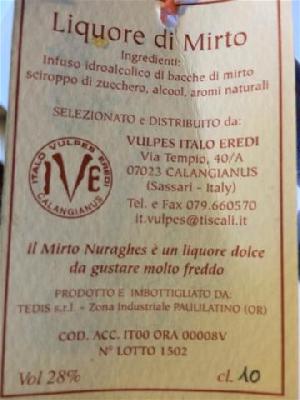 Liquore di Mirto
Ingredienti:
Infuso idroalcolico di bacche di mirto
sciroppo di zucchero, alcool, aromi naturali
SELEZIONATO e DISTRIBUITO da:
ITALO VULPES EREDI
IVE
CALANGIANUS
VULPES ITALO EREDI
Via Tempio, 40/A
07023 CALANGIANUS
(Sassari - Italy)
Tel. e Fax 079.660570
it.vulpes@tiscali.it
Il Mirto Nuraghes è un liquore dolce
da gustare molto freddo
PRODOTTO E IMBOTTIGLIATO DA:
TEDIS s.r.l. - Zona Industriale PAULILATINO (OR)
COD. ACC. IT00 ORA 00008V
N° LOTTO 1502
Vol 28%
cl. 10